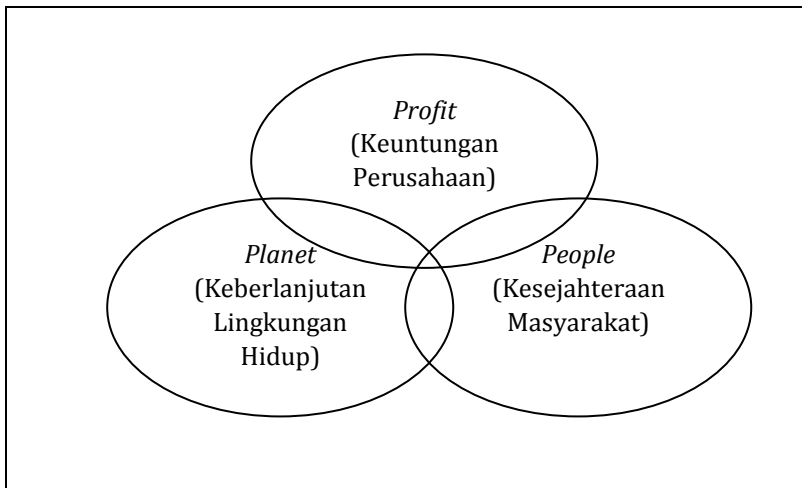 Profit
(Keuntungan
Perusahaan)
Planet
(Keberlanjutan
Lingkungan
Hidup)
People
(Kesejahteraan
Masyarakat)